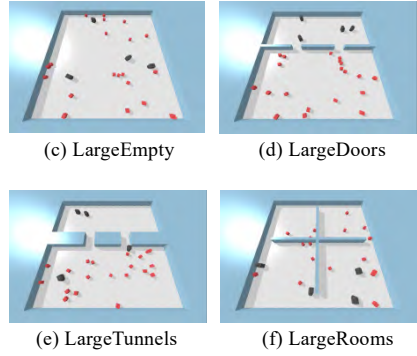 (c) LargeEmpty
(d) LargeDoors
(e) LargeTunnels
(f) LargeRooms